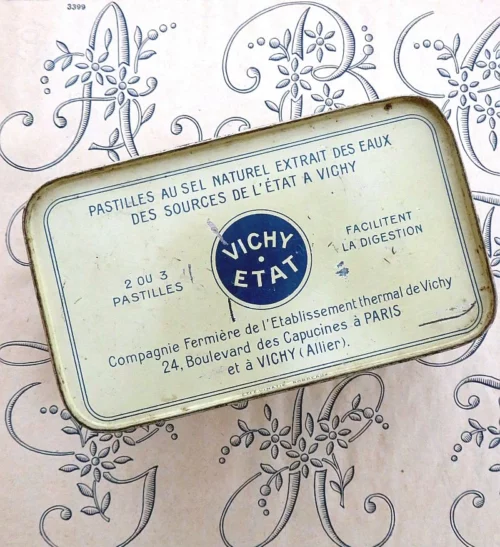 3399
PASTILLES AU SEL NATUREL EXTRAIT DES EAUX
DES SOURCES DE L'ÉTAT A VICHY
VICHY
ETAT
2 OU 3
PASTILLES
FACILITENT
LA DIGESTION
Compagnie Fermière de l'Etablissement thermal de Vichy
24, Boulevard des Capucines à PARIS
et à VICHY (Allier).